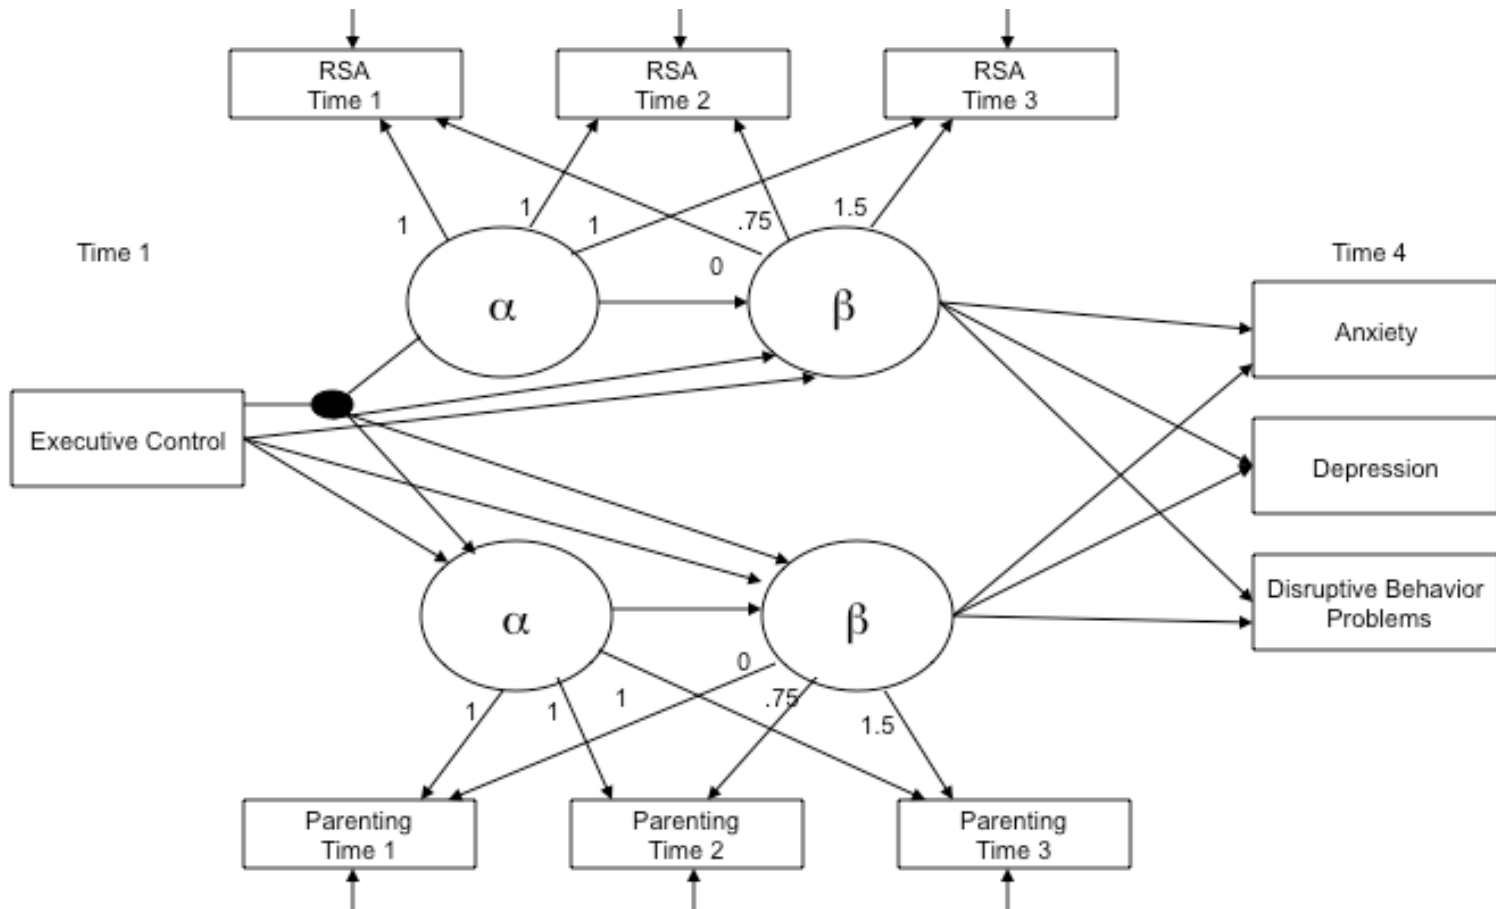 RSA
Time 1
RSA
Time 2
RSA
Time 3
1
1
1
.75
1.5
0
Time 1
Time 4
α
β
Anxiety
Executive Control
Depression
α
β
Disruptive Behavior
Problems
1
1
1
0
.75
1.5
Parenting
Time 1
Parenting
Time 2
Parenting
Time 3